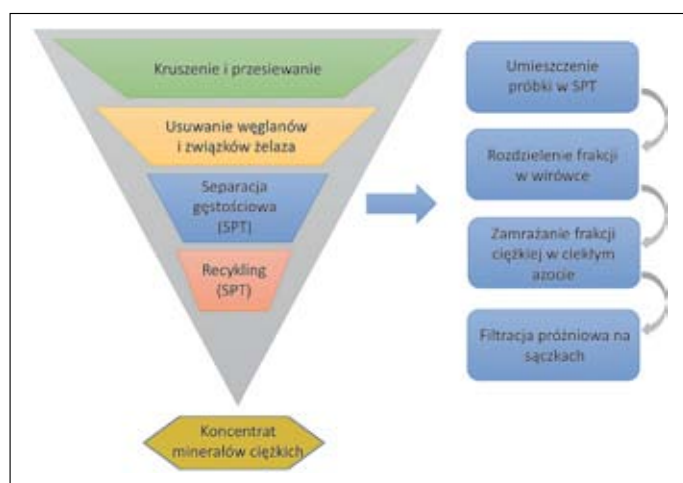 Kruszenie i przesiewanie
Usuwanie węglanów
i związków żelaza
Separacja
gęstościowa
(SPT)
Recykling
(SPT)
Koncentrat
minerałów ciężkich
Umieszczenie
próbki w SPT
Rozdzielenie frakcji
w wirówce
Zamrażanie frakcji
ciężkiej w ciekłym
azocie
Filtracja próżniowa na
sączkach